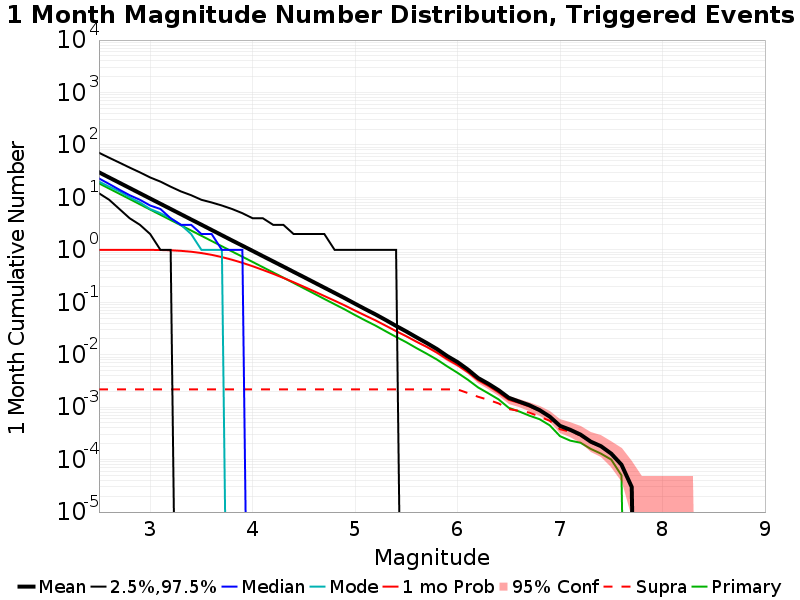 1 Month Magnitude Number Distribution, Triggered Events
10^4
10^3
10^2
10^1
10^0
10^-1
10^-2
10^-3
10^-4
10^-5
1 Month Cumulative Number
3 4 5 6 7 8 9
Magnitude
Mean 2.5%,97.5% Median Mode 1 mo Prob 95% Conf Supra Primary